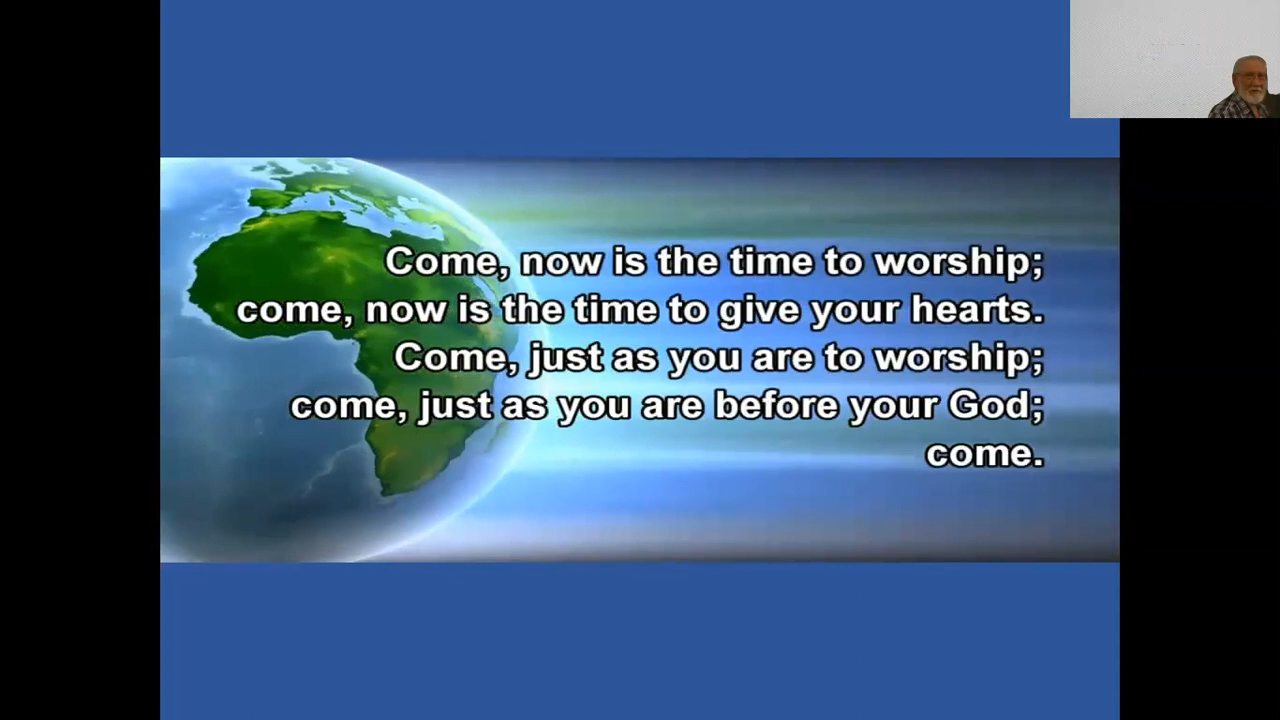 Come, now is the time to worship;
come, now is the time to give your hearts.
Come, just as you are to worship;
come, just as you are before your God;
come.